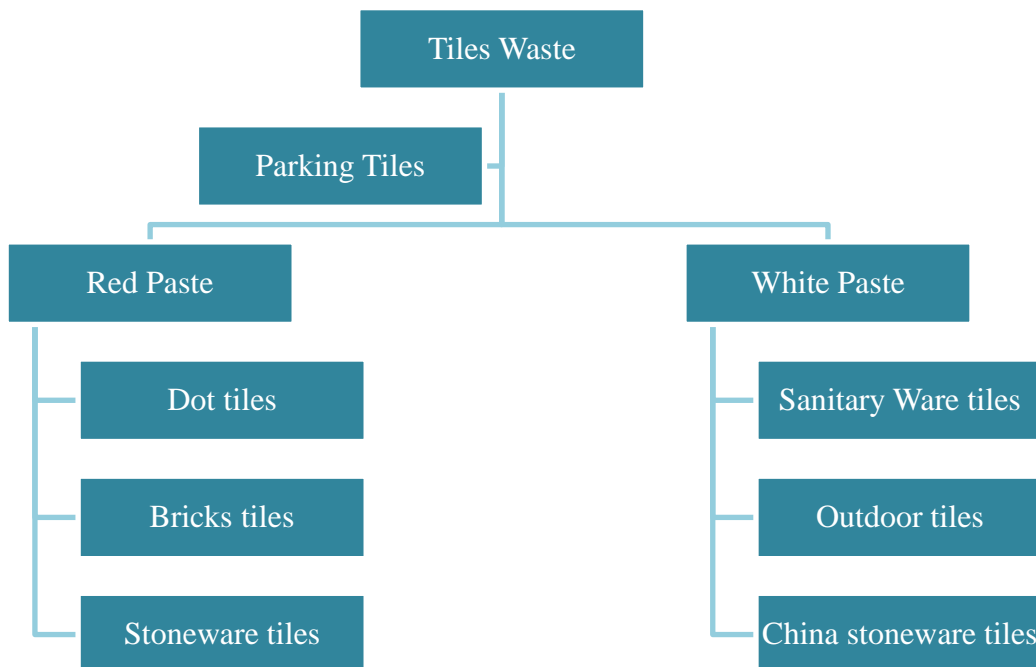 Tiles Waste
Parking Tiles
Red Paste
White Paste
Dot tiles
Sanitary Ware tiles
Bricks tiles
Outdoor tiles
Stoneware tiles
China stoneware tiles